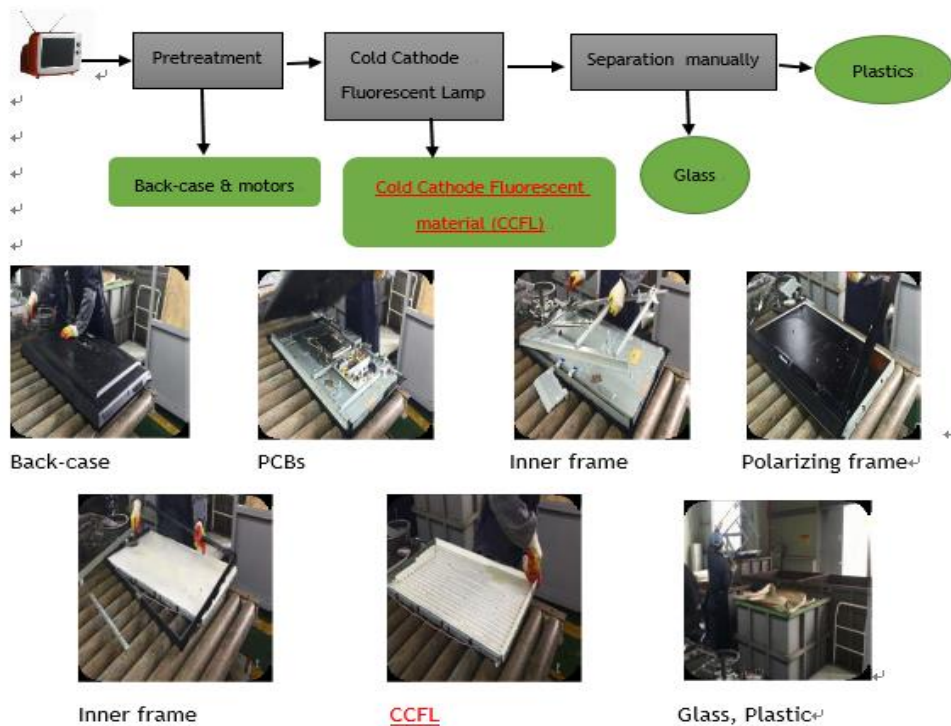 Pretreatment
Cold Cathode
Fluorescent Lamp
Separation manually
Plastics
Back-case & motors
Cold Cathode Fluorescent
material (CCFL)
Glass
Back-case
PCBs
Inner frame
Polarizing frame
Inner frame
CCFL
Glass, Plastic